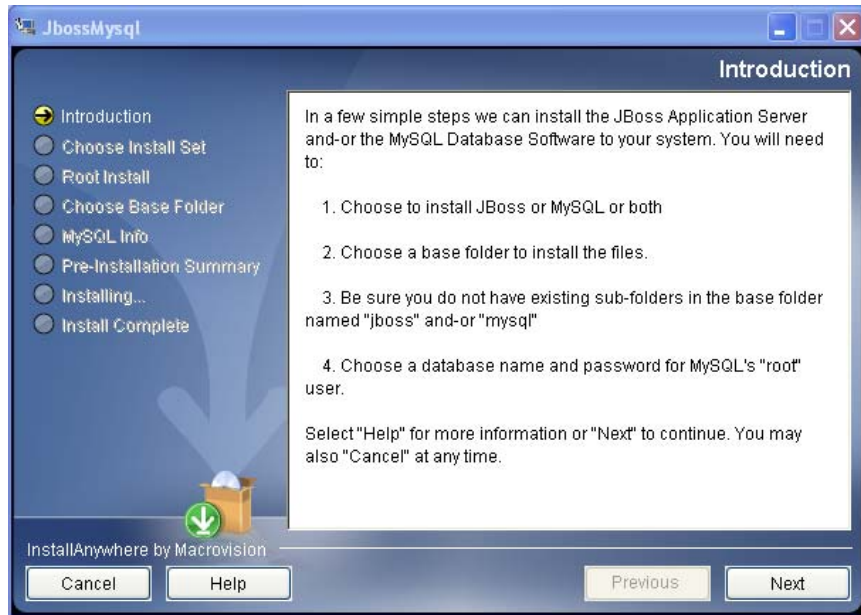 JbossMysql
Introduction
Introduction
Choose Install Set
Root Install
Choose Base Folder
MySQL Info
Pre-Installation Summary
Installing...
Install Complete
In a few simple steps we can install the JBoss Application Server
and-or the MySQL Database Software to your system. You will need
to:
1. Choose to install JBoss or MySQL or both
2. Choose a base folder to install the files.
3. Be sure you do not have existing sub-folders in the base folder
named "jboss" and-or "mysql"
4. Choose a database name and password for MySQL's "root"
user.
Select "Help" for more information or "Next" to continue. You may
also "Cancel" at any time.
InstallAnywhere by Macrovision
Cancel
Help
Previous
Next